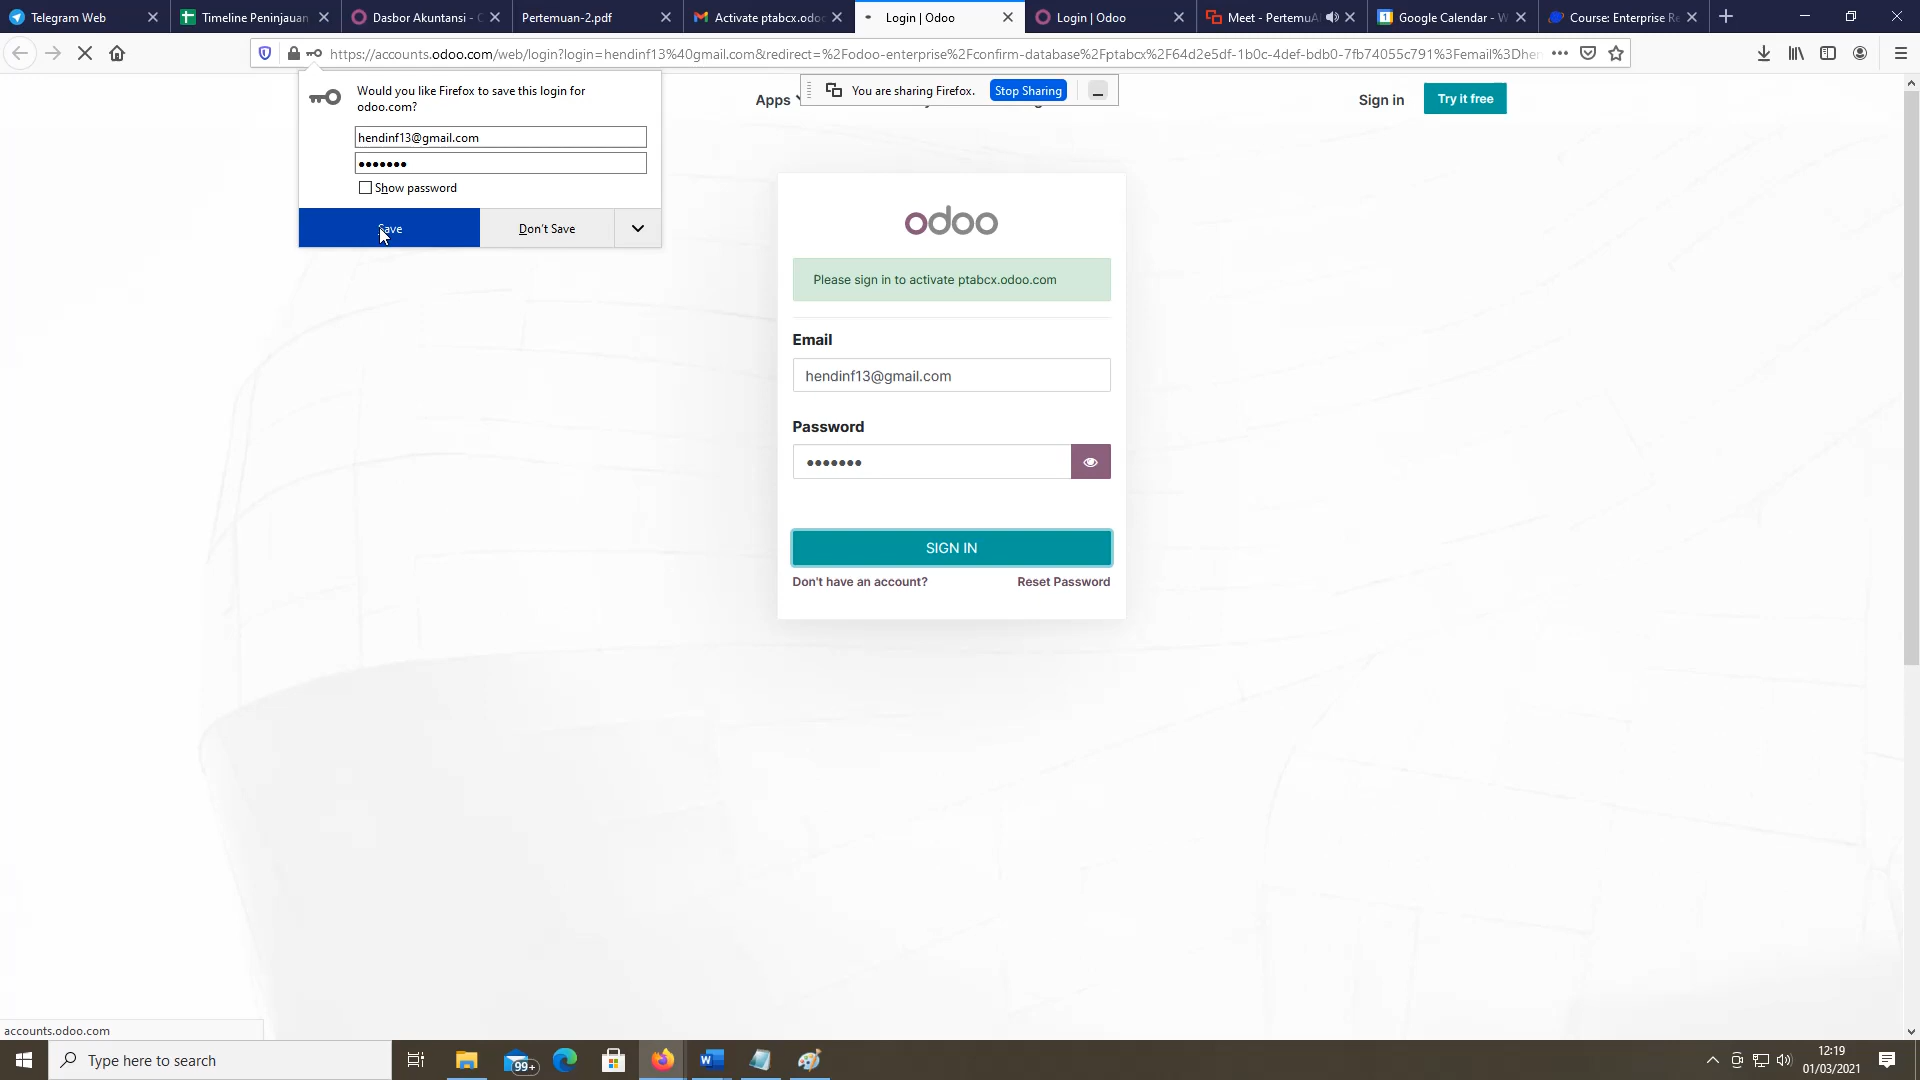 Telegram Web
Timeline Peninjauan
Dasbor Akuntansi - O
Pertemuan-2.pdf
Activate ptabcx.odoo
Login | Odoo
Login | Odoo
Meet - Pertemuan
Google Calendar - W
Course: Enterprise Re
https://accounts.odoo.com/web/login?login=hendinf13%40gmail.com&redirect=%2Fodoo-enterprise%2Fconfirm-database%2Fptabcx%2F64d2e5df-1b0c-4def-bdb0-7fb74055c791%3Femail%3Dhen
Would you like Firefox to save this login for
odoo.com?
hendinf13@gmail.com
Show password
Save
Don't Save
You are sharing Firefox.
Stop Sharing
Apps
Sign in
Try it free
odoo
Please sign in to activate ptabcx.odoo.com
Email
hendinf13@gmail.com
Password
SIGN IN
Don't have an account?
Reset Password
accounts.odoo.com
Type here to search
99+
12:19
01/03/2021